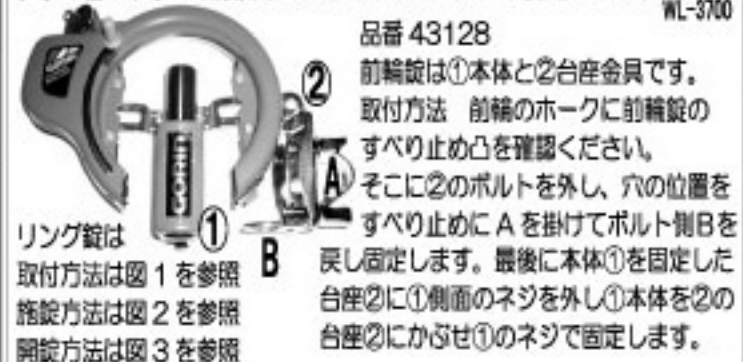 WL-3700
品番 43128
前輪錠は①本体と②台座金具です。
取付方法 前輪のホークに前輪錠の
すべり止め凸を確認ください。
そこに②のボルトを外し、穴の位置を
すべり止めに A を掛けてボルト側Bを
戻し固定します。最後に本体①を固定した
台座②に①側面のネジを外し①本体を②の
台座②にかぶせ①のネジで固定します。
②
A
GORIN
①
B
リング錠は
取付方法は図 1 を参照
施錠方法は図 2 を参照
開錠方法は図 3 を参照